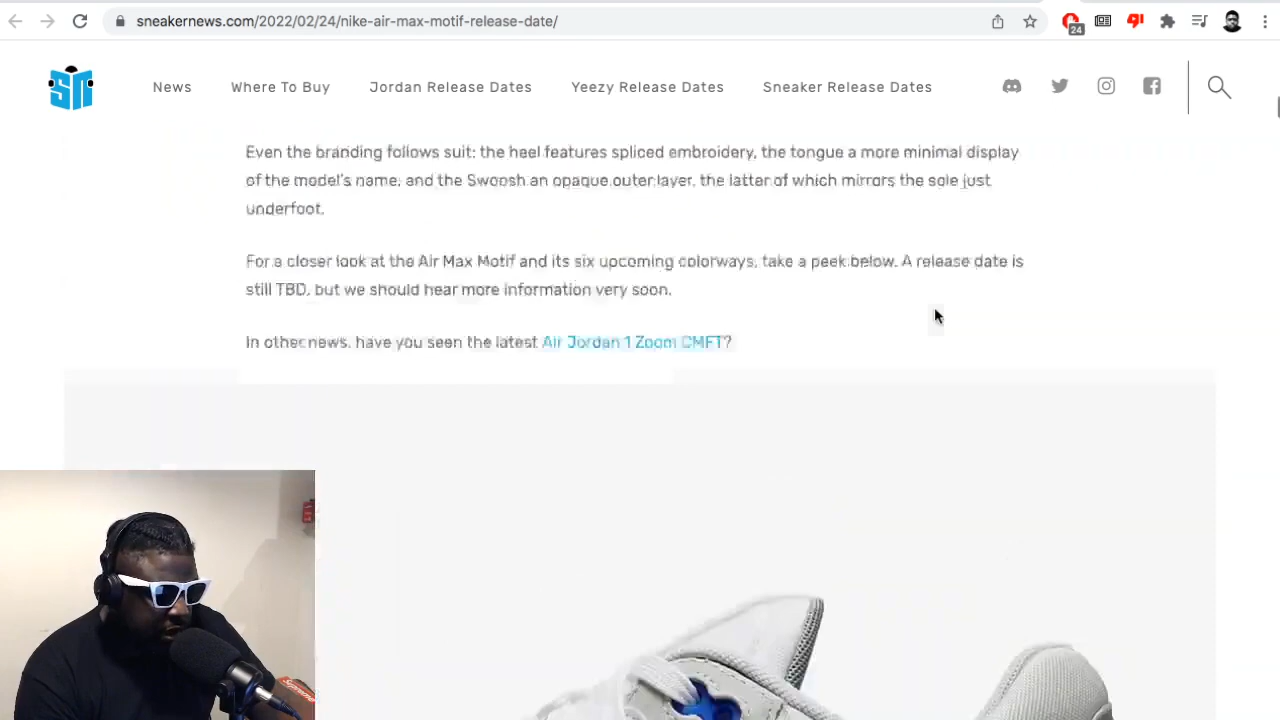 sneakernews.com/2022/02/24/nike-air-max-motif-release-date/
24
SN
News Where To Buy Jordan Release Dates Yeezy Release Dates Sneaker Release Dates
Even the branding follows suit: the heel features spliced embroidery, the tongue a more minimal display
of the model's name, and the Swoosh an opaque outer layer, the latter of which mirrors the sole just
underfoot.
For a closer look at the Air Max Motif and its six upcoming colorways, take a peek below. A release date is
still TBD, but we should hear more information very soon.
In other news, have you seen the latest Air Jordan 1 Zoom CMFT?
Supreme